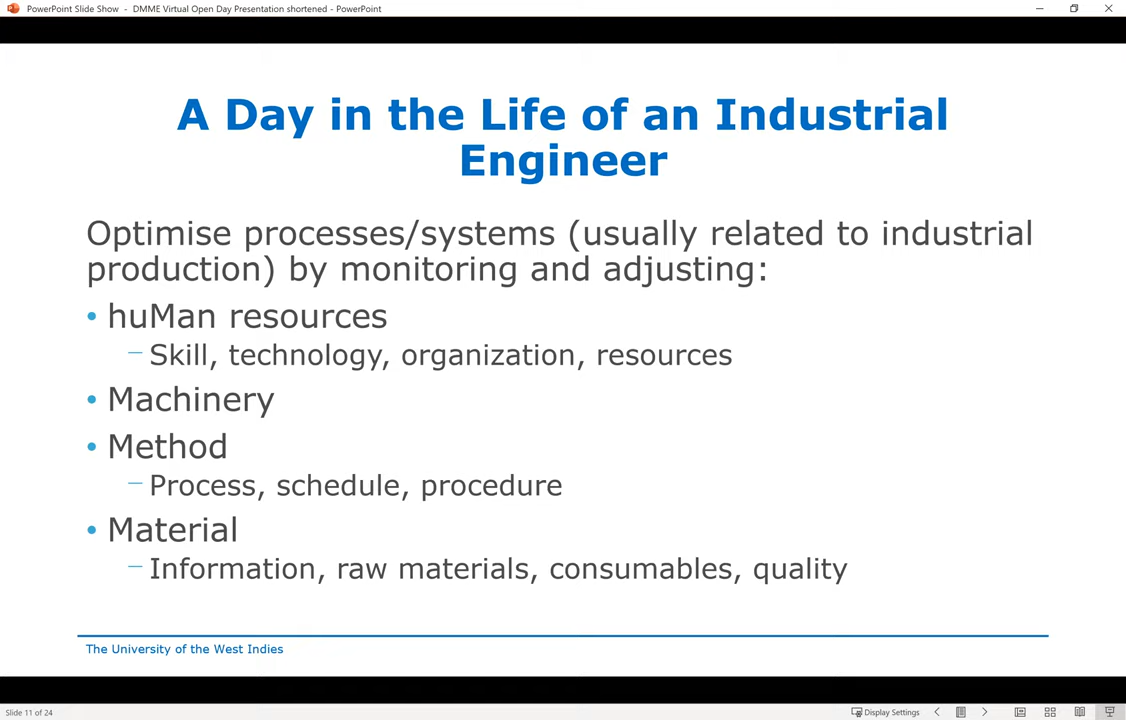 PowerPoint Slide Show - DMME Virtual Open Day Presentation shortened - PowerPoint
A Day in the Life of an Industrial
Engineer
Optimise processes/systems (usually related to industrial
production) by monitoring and adjusting:
• huMan resources
– Skill, technology, organization, resources
• Machinery
• Method
– Process, schedule, procedure
• Material
– Information, raw materials, consumables, quality
The University of the West Indies
Slide 11 of 24
Display Settings